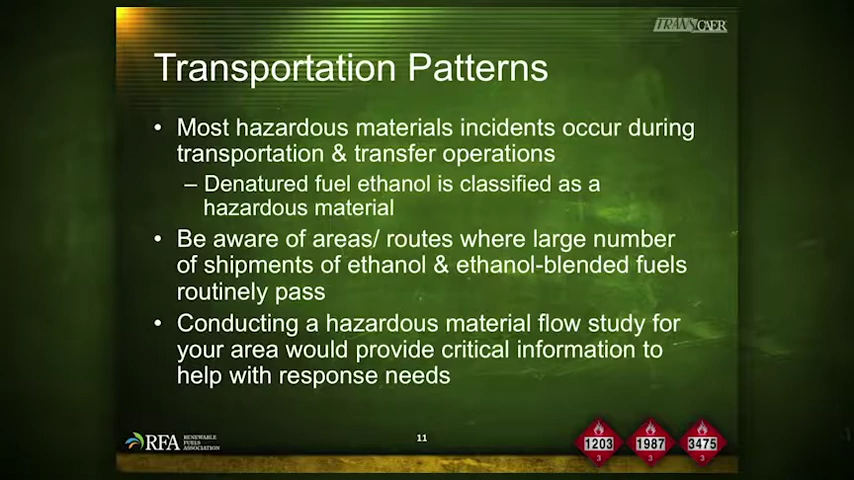 TRANSCAER
Transportation Patterns
• Most hazardous materials incidents occur during
transportation & transfer operations
– Denatured fuel ethanol is classified as a
hazardous material
• Be aware of areas/ routes where large number
of shipments of ethanol & ethanol-blended fuels
routinely pass
• Conducting a hazardous material flow study for
your area would provide critical information to
help with response needs
RFA
RENEWABLE
FUELS
ASSOCIATION
11
1203
3
1987
3
3475
3